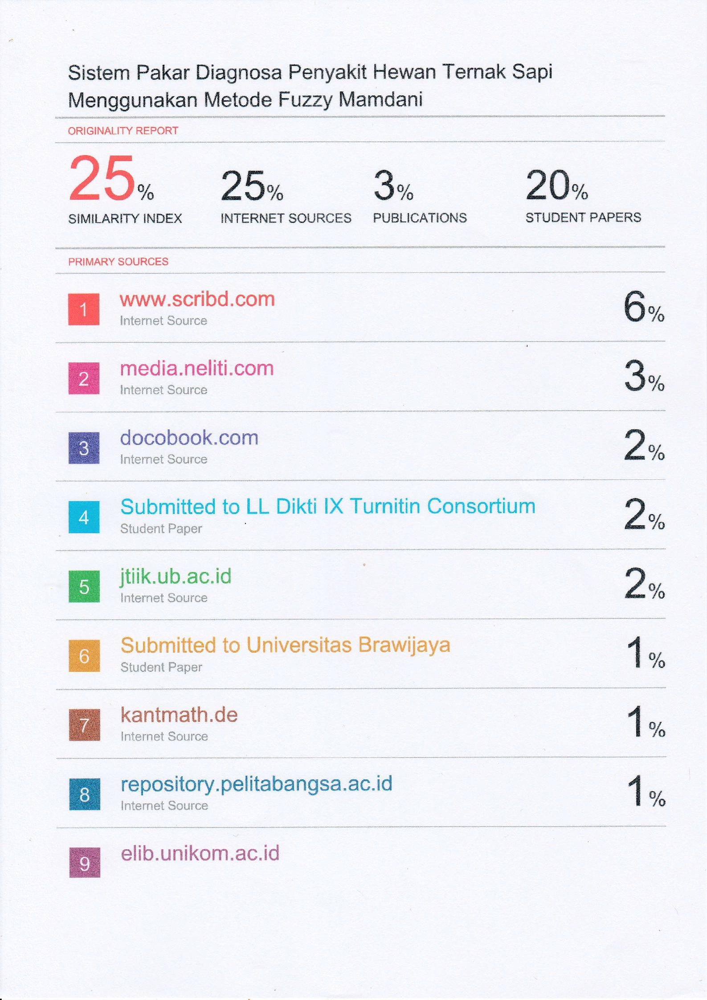 Sistem Pakar Diagnosa Penyakit Hewan Ternak Sapi
Menggunakan Metode Fuzzy Mamdani
ORIGINALITY REPORT
25% 25% 3% 20%
SIMILARITY INDEX INTERNET SOURCES PUBLICATIONS STUDENT PAPERS
PRIMARY SOURCES
1 www.scribd.com 6%
Internet Source
2 media.neliti.com 3%
Internet Source
3 docobook.com 2%
Internet Source
4 Submitted to LL Dikti IX Turnitin Consortium 2%
Student Paper
5 jtiik.ub.ac.id 2%
Internet Source
6 Submitted to Universitas Brawijaya 1%
Student Paper
7 kantmath.de 1%
Internet Source
8 repository.pelitabangsa.ac.id 1%
Internet Source
9 elib.unikom.ac.id